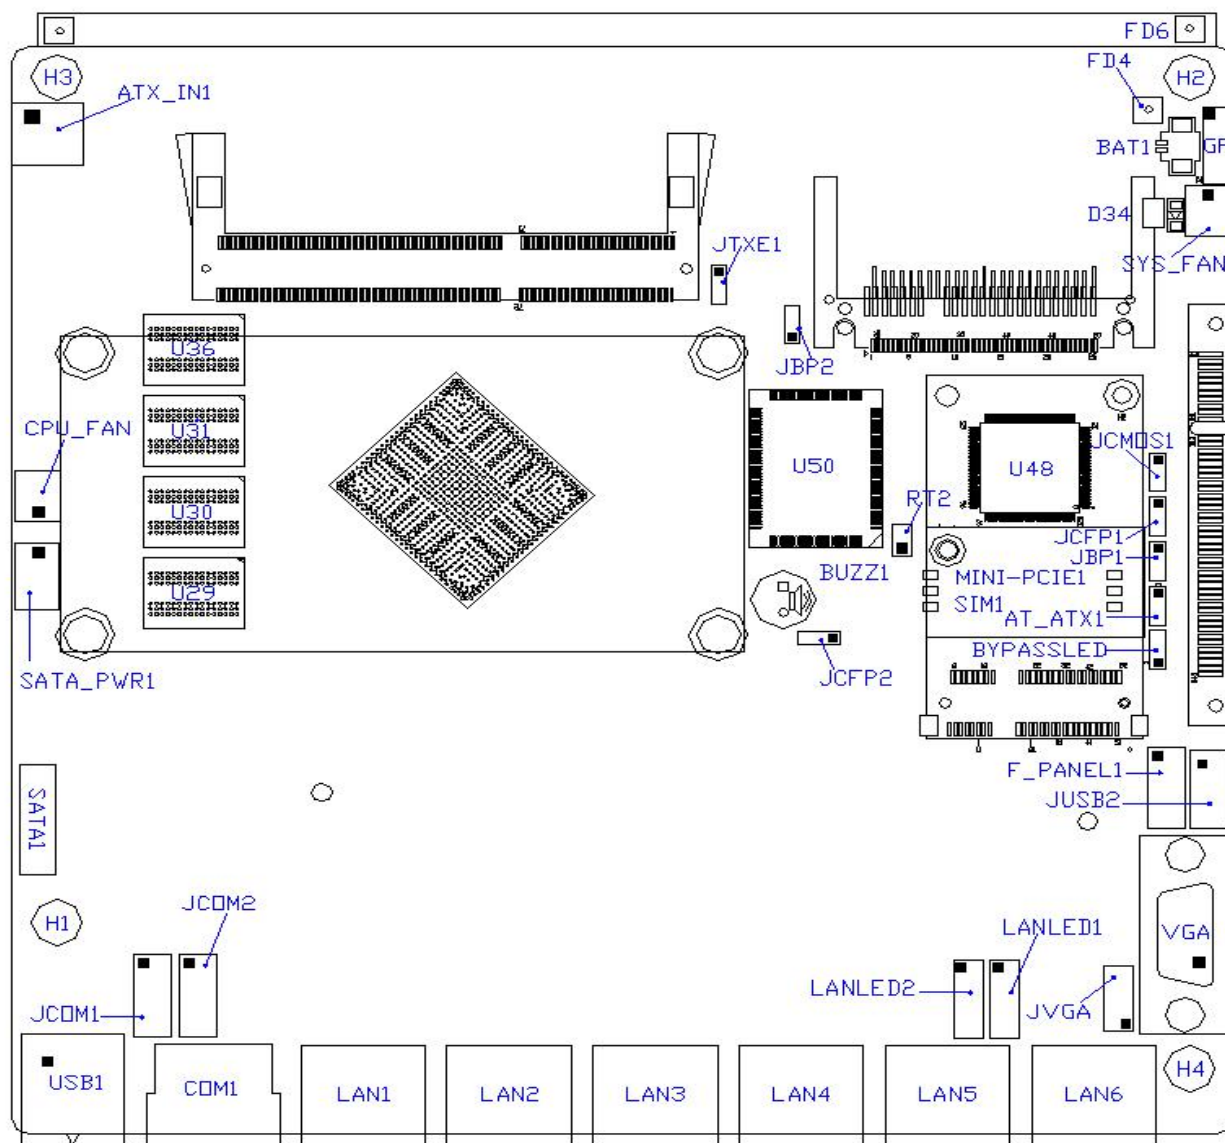 FD6
FD4
H3
H2
ATX_IN1
BAT1
GP
D34
JTXE1
SYS_FAN
U36
JBP2
CPU_FAN
U31
JCMOS1
U50
U48
RT2
U30
JCFP1
JBP1
BUZZ1
MINI-PCIE1
U29
SIM1
AT_ATX1
BYPASSLED
SATA_PWR1
JCFP2
F_PANEL1
JUSB2
SATA1
JCOM2
H1
LANLED1
VGA
LANLED2
JCOM1
JVGA
H4
USB1
COM1
LAN1
LAN2
LAN3
LAN4
LAN5
LAN6